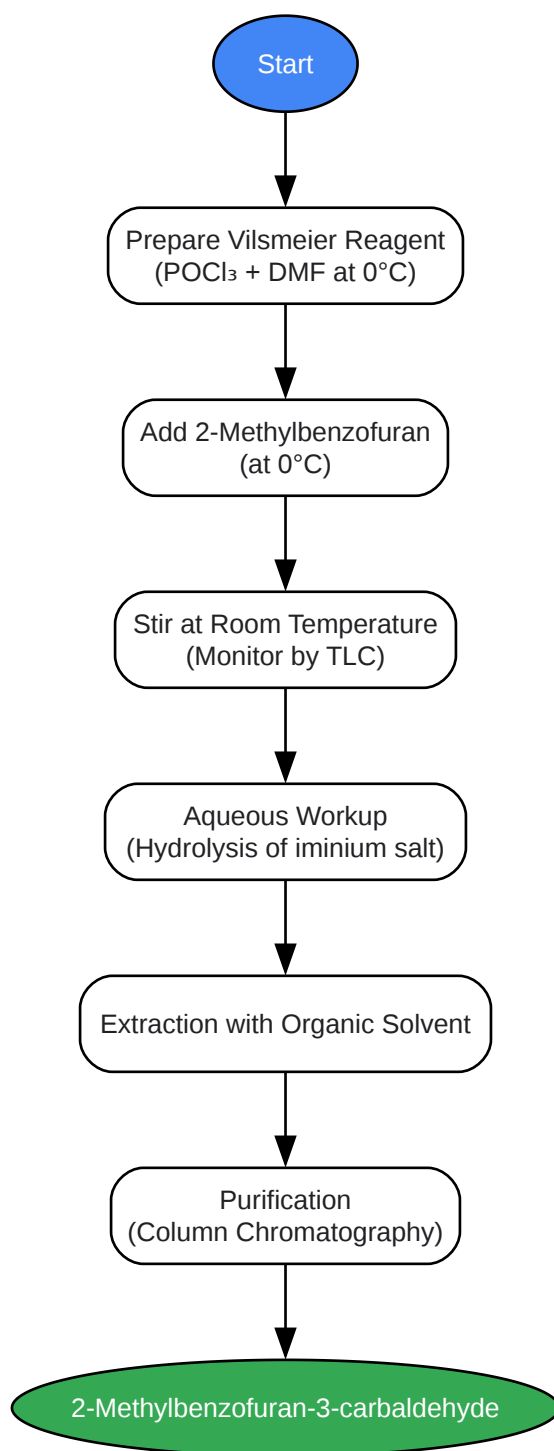 Start
Prepare Vilsmeier Reagent
(POCl₃ + DMF at 0°C)
Add 2-Methylbenzofuran
(at 0°C)
Stir at Room Temperature
(Monitor by TLC)
Aqueous Workup
(Hydrolysis of iminium salt)
Extraction with Organic Solvent
Purification
(Column Chromatography)
2-Methylbenzofuran-3-carbaldehyde